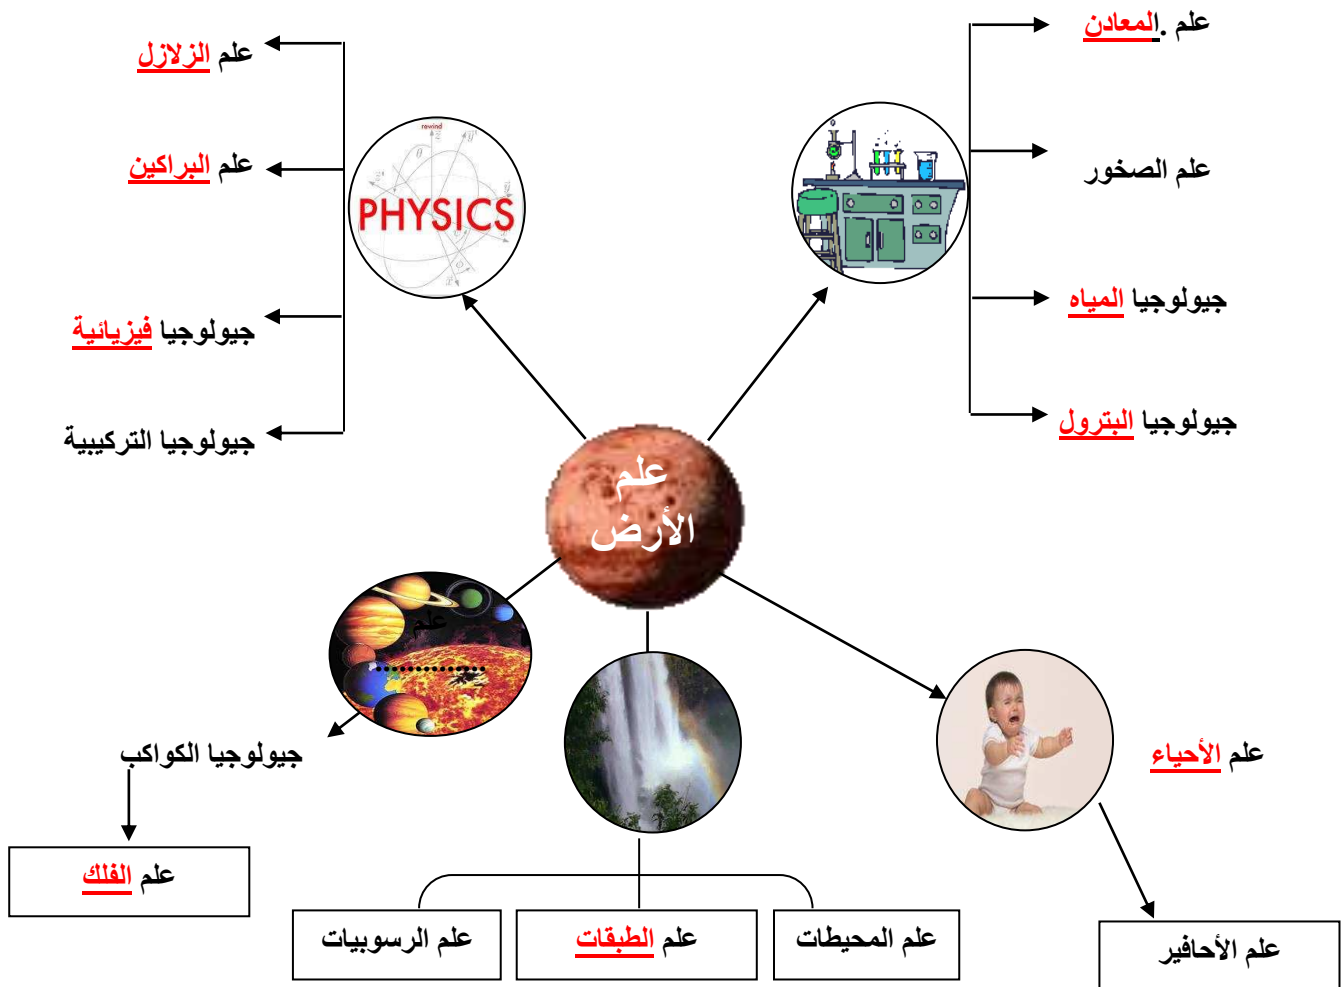 علم .المعادن
علم الصخور
جيولوجيا المياه
جيولوجيا البترول
علم الزلازل
علم البراكين
جيولوجيا فيزيائية
جيولوجيا التركيبية
rewind
PHYSICS
علم
الأرض
علم
...............
جيولوجيا الكواكب
علم الفلك
علم الأحياء
علم الأحافير
علم المحيطات
علم الطبقات
علم الرسوبيات